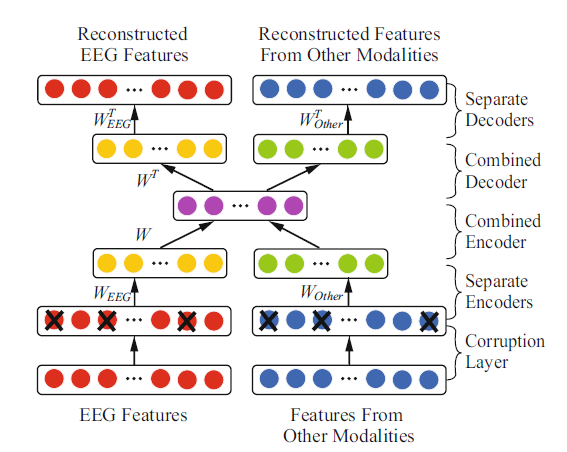 Reconstructed
EEG Features
Reconstructed Features
From Other Modalities
...
...
W^T_EEG
W^T_Other
Separate
Decoders
...
...
W^T
Combined
Decoder
...
W
Combined
Encoder
...
...
W_EEG
W_Other
Separate
Encoders
...
...
Corruption
Layer
...
...
EEG Features
Features From
Other Modalities